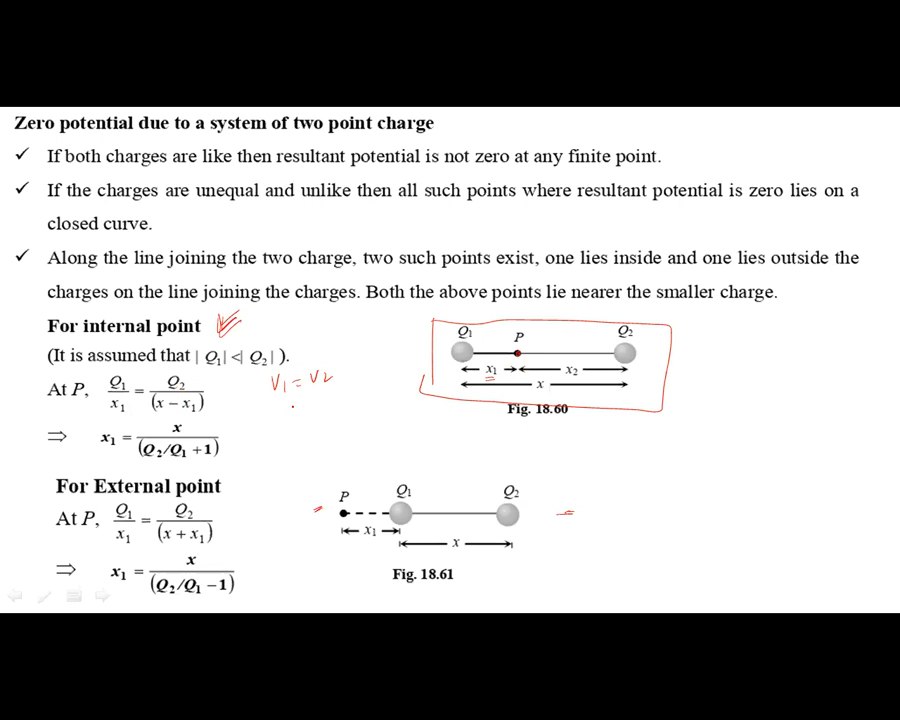 Zero potential due to a system of two point charge
✓ If both charges are like then resultant potential is not zero at any finite point.
✓ If the charges are unequal and unlike then all such points where resultant potential is zero lies on a
closed curve.
✓ Along the line joining the two charge, two such points exist, one lies inside and one lies outside the
charges on the line joining the charges. Both the above points lie nearer the smaller charge.
For internal point
(It is assumed that | Q₁| <| Q₂| ).
At P, Q₁/x₁ = Q₂/(x − x₁)
V₁ = V₂
⇒ x₁ = x/(Q₂/Q₁ + 1)
Q₁ P Q₂
x₁ x₂
x
Fig. 18.60
For External point
At P, Q₁/x₁ = Q₂/(x + x₁)
⇒ x₁ = x/(Q₂/Q₁ − 1)
P Q₁ Q₂
x₁
x
Fig. 18.61